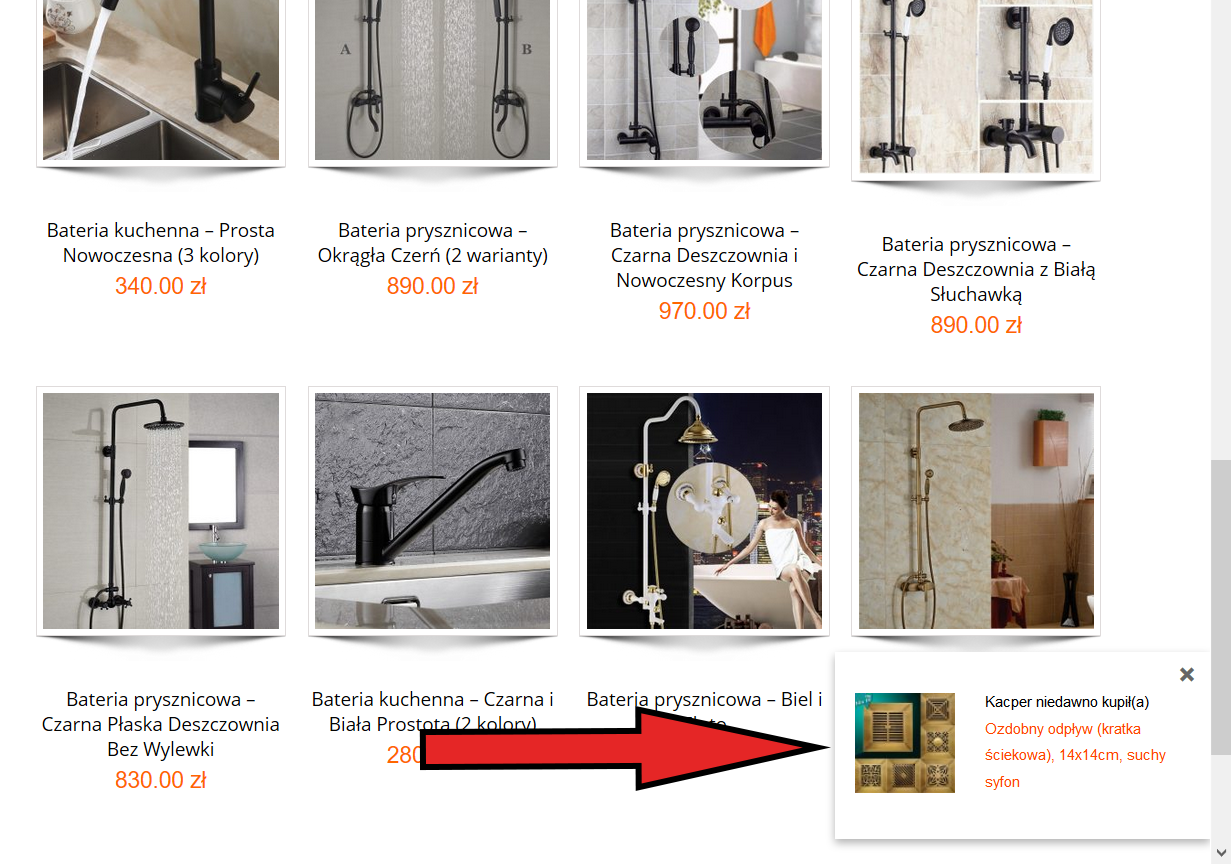 A
B
Bateria kuchenna – Prosta
Nowoczesna (3 kolory)
340.00 zł
Bateria prysznicowa –
Okrągła Czerń (2 warianty)
890.00 zł
Bateria prysznicowa –
Czarna Deszczownia i
Nowoczesny Korpus
970.00 zł
Bateria prysznicowa –
Czarna Deszczownia z Białą
Słuchawką
890.00 zł
Bateria prysznicowa –
Czarna Płaska Deszczownia
Bez Wylewki
830.00 zł
Bateria kuchenna – Czarna i
Biała Prostota (2 kolory)
280
Bateria prysznicowa – Biel i
Kacper niedawno kupił(a)
Ozdobny odpływ (kratka
ściekowa), 14x14cm, suchy
syfon